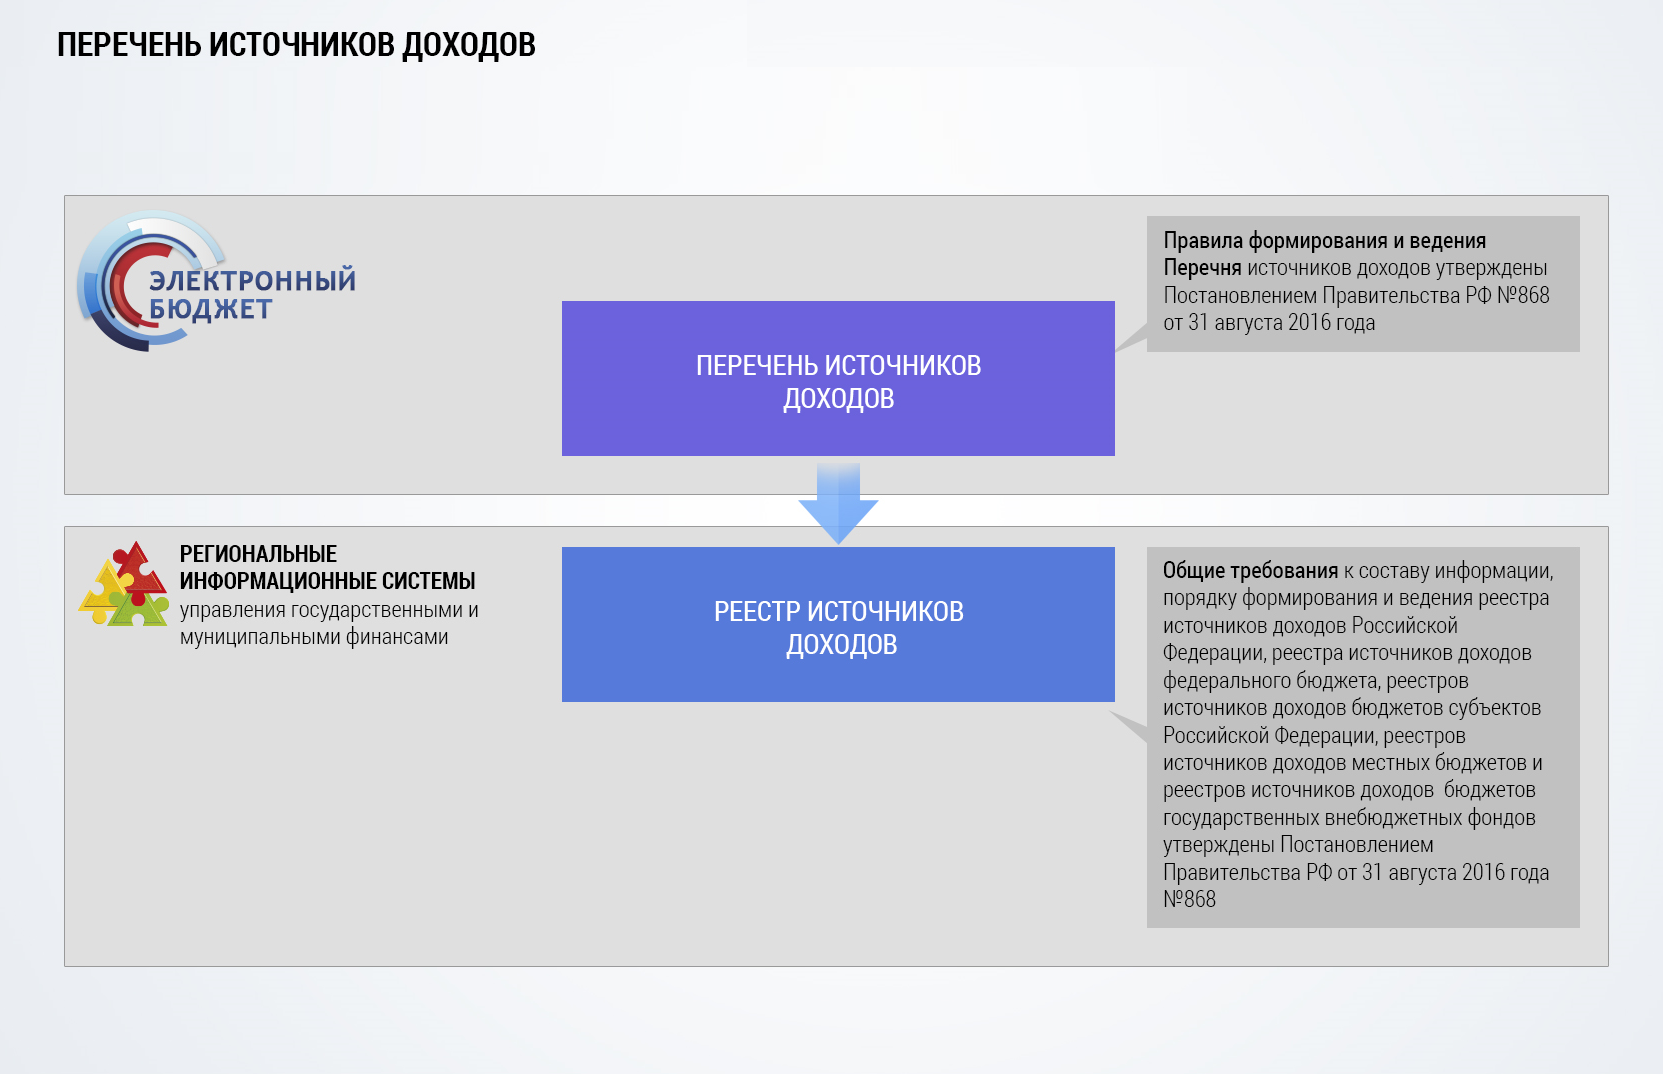 ПЕРЕЧЕНЬ ИСТОЧНИКОВ ДОХОДОВ
ЭЛЕКТРОННЫЙ
БЮДЖЕТ
Правила формирования и ведения
Перечня источников доходов утверждены
Постановлением Правительства РФ №868
от 31 августа 2016 года
ПЕРЕЧЕНЬ ИСТОЧНИКОВ
ДОХОДОВ
РЕГИОНАЛЬНЫЕ
ИНФОРМАЦИОННЫЕ СИСТЕМЫ
управления государственными и
муниципальными финансами
РЕЕСТР ИСТОЧНИКОВ
ДОХОДОВ
Общие требования к составу информации,
порядку формирования и ведения реестра
источников доходов Российской
Федерации, реестра источников доходов
федерального бюджета, реестров
источников доходов бюджетов субъектов
Российской Федерации, реестров
источников доходов местных бюджетов и
реестров источников доходов  бюджетов
государственных внебюджетных фондов
утверждены Постановлением
Правительства РФ от 31 августа 2016 года
№868